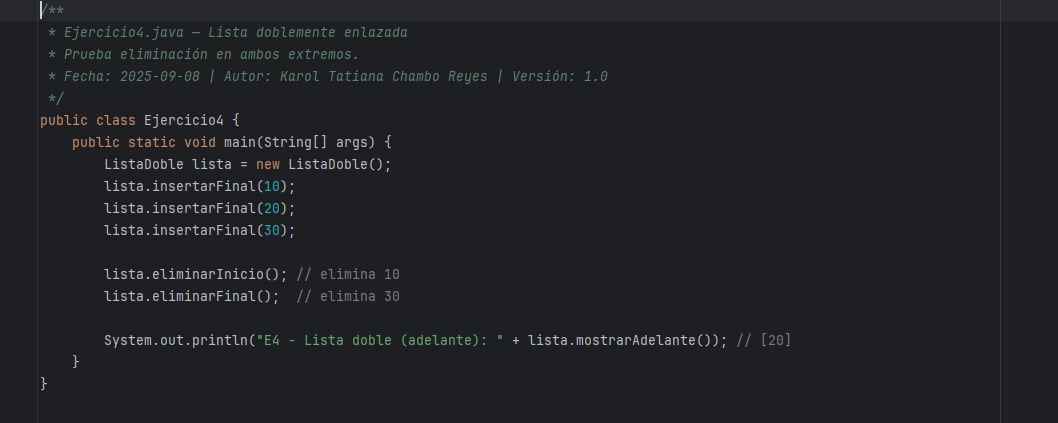 /**
 * Ejercicio4.java — Lista doblemente enlazada
 * Prueba eliminación en ambos extremos.
 * Fecha: 2025-09-08 | Autor: Karol Tatiana Chambo Reyes | Versión: 1.0
 */
public class Ejercicio4 {
    public static void main(String[] args) {
        ListaDoble lista = new ListaDoble();
        lista.insertarFinal(10);
        lista.insertarFinal(20);
        lista.insertarFinal(30);

        lista.eliminarInicio(); // elimina 10
        lista.eliminarFinal();  // elimina 30

        System.out.println("E4 - Lista doble (adelante): " + lista.mostrarAdelante()); // [20]
    }
}